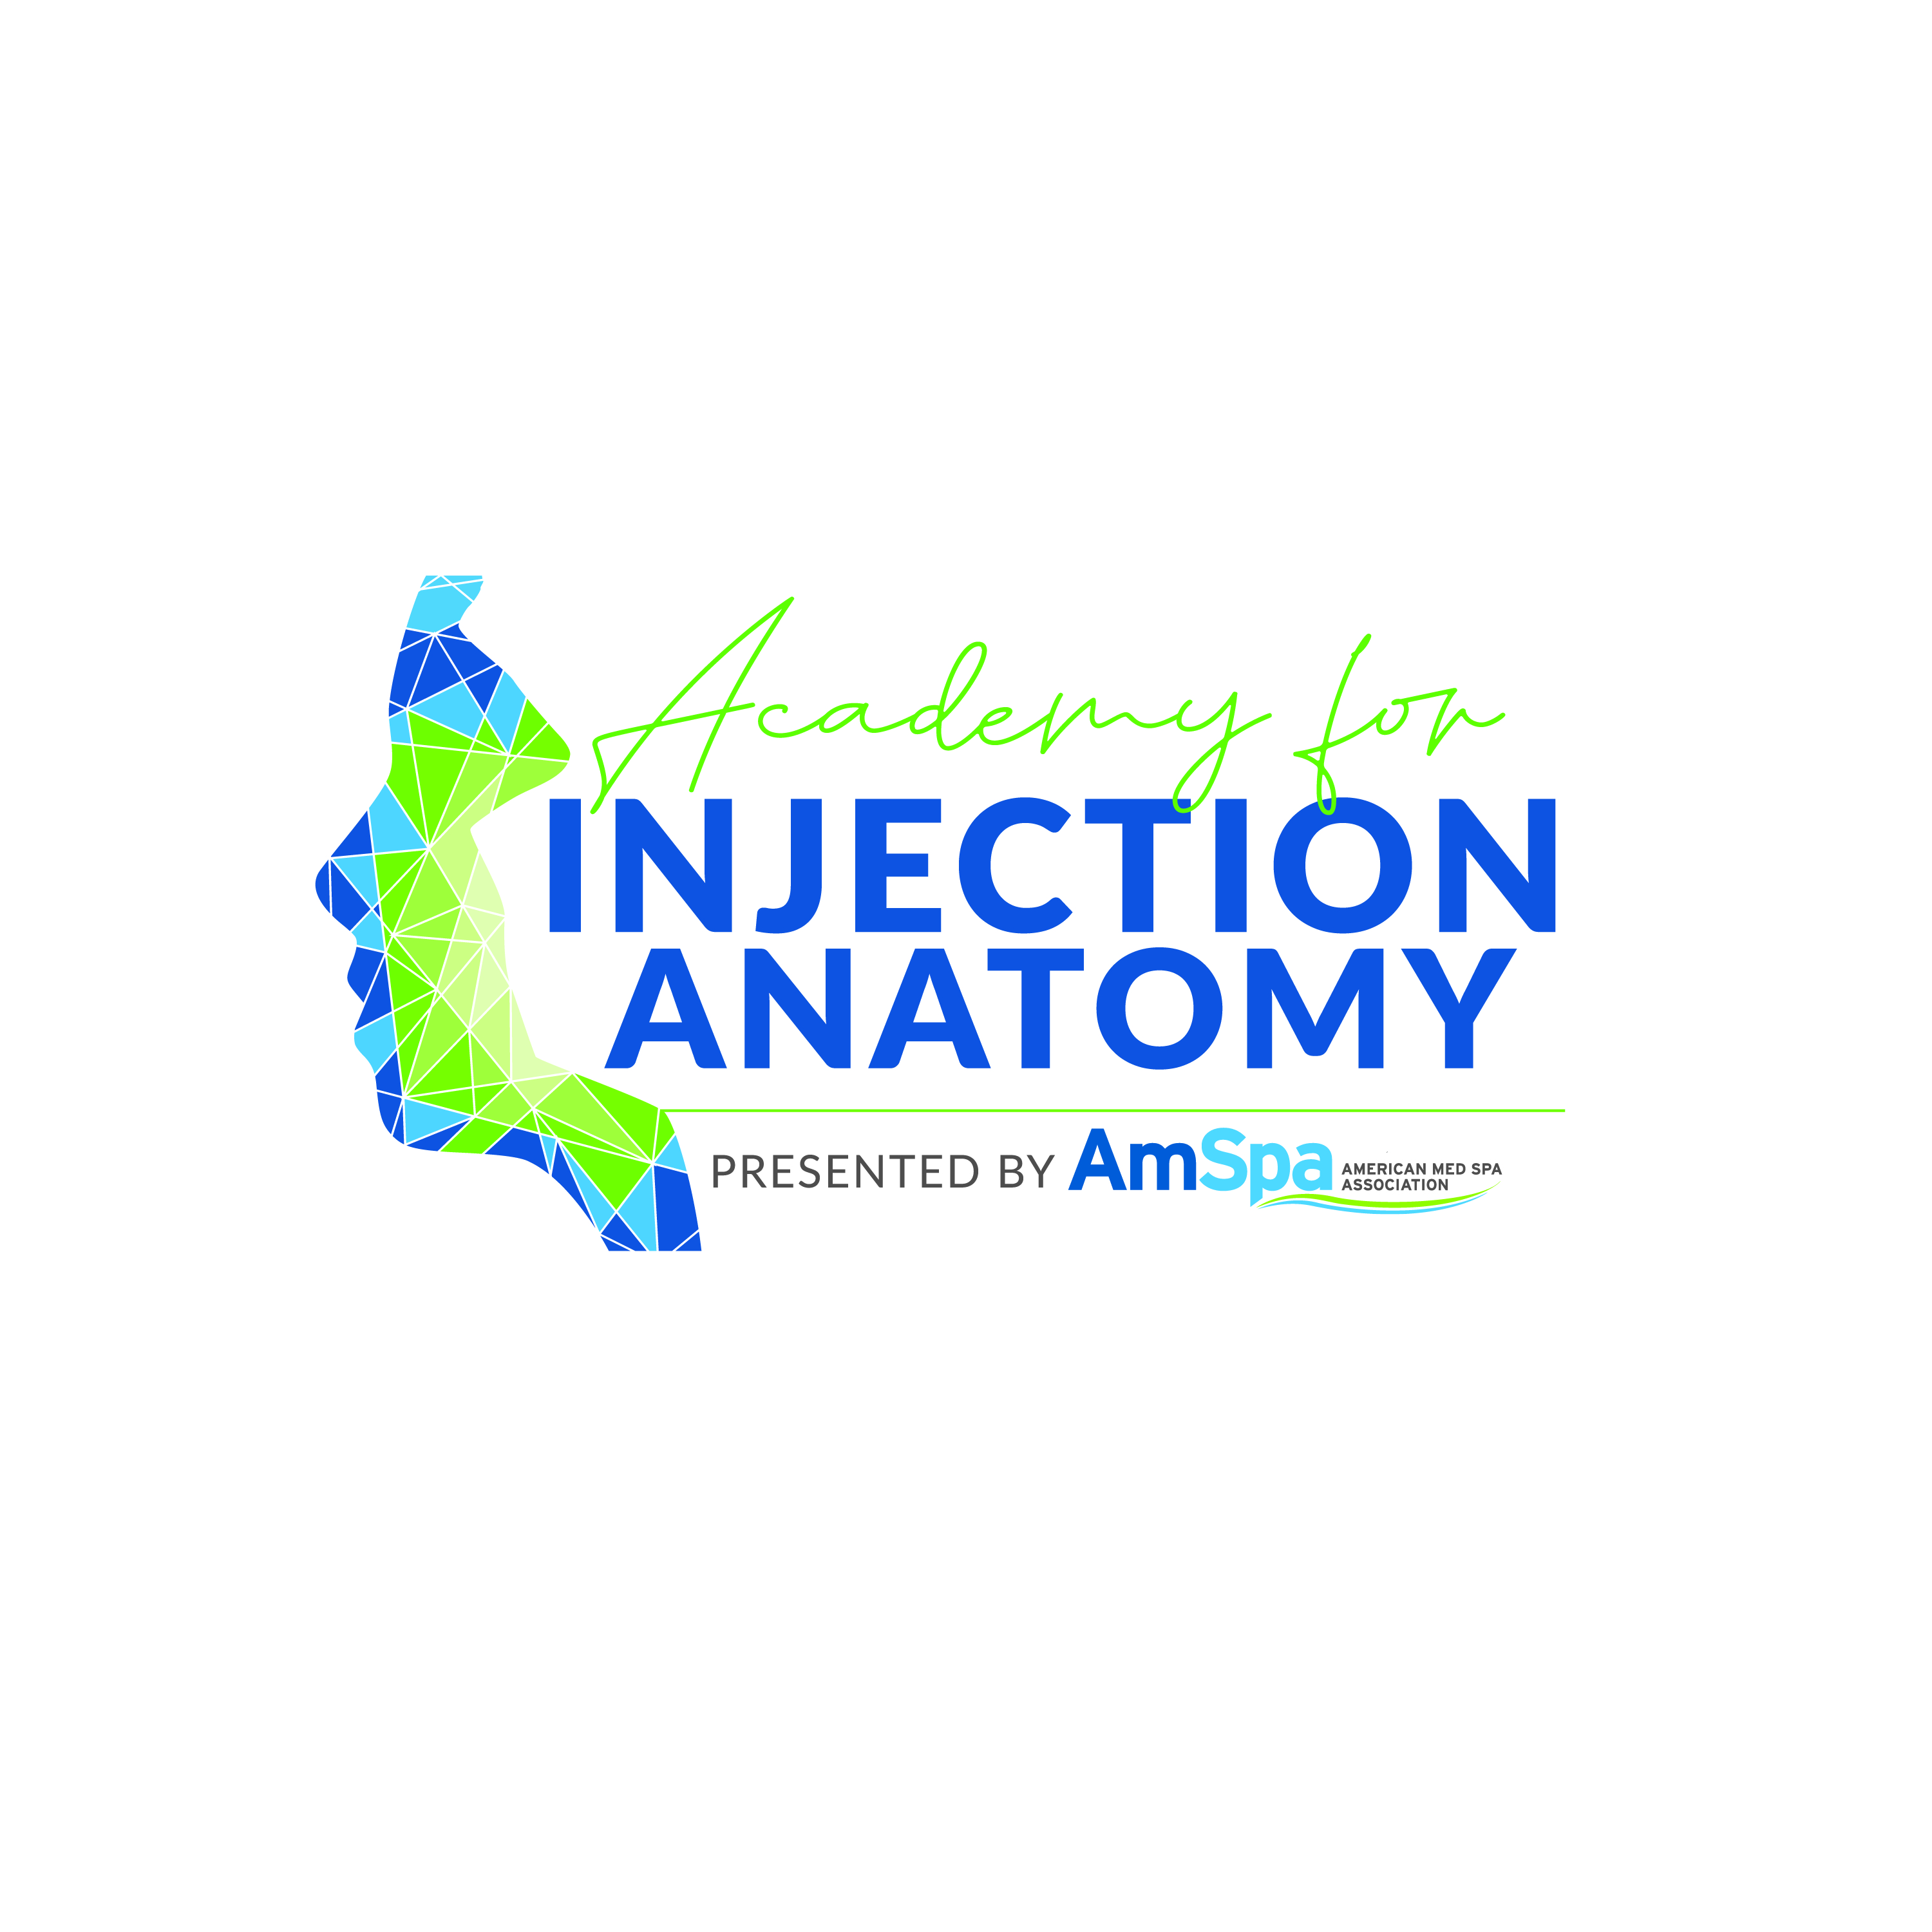 Academy for
INJECTION
ANATOMY
PRESENTED BY AmSpa AMERICAN MED SPA
ASSOCIATION